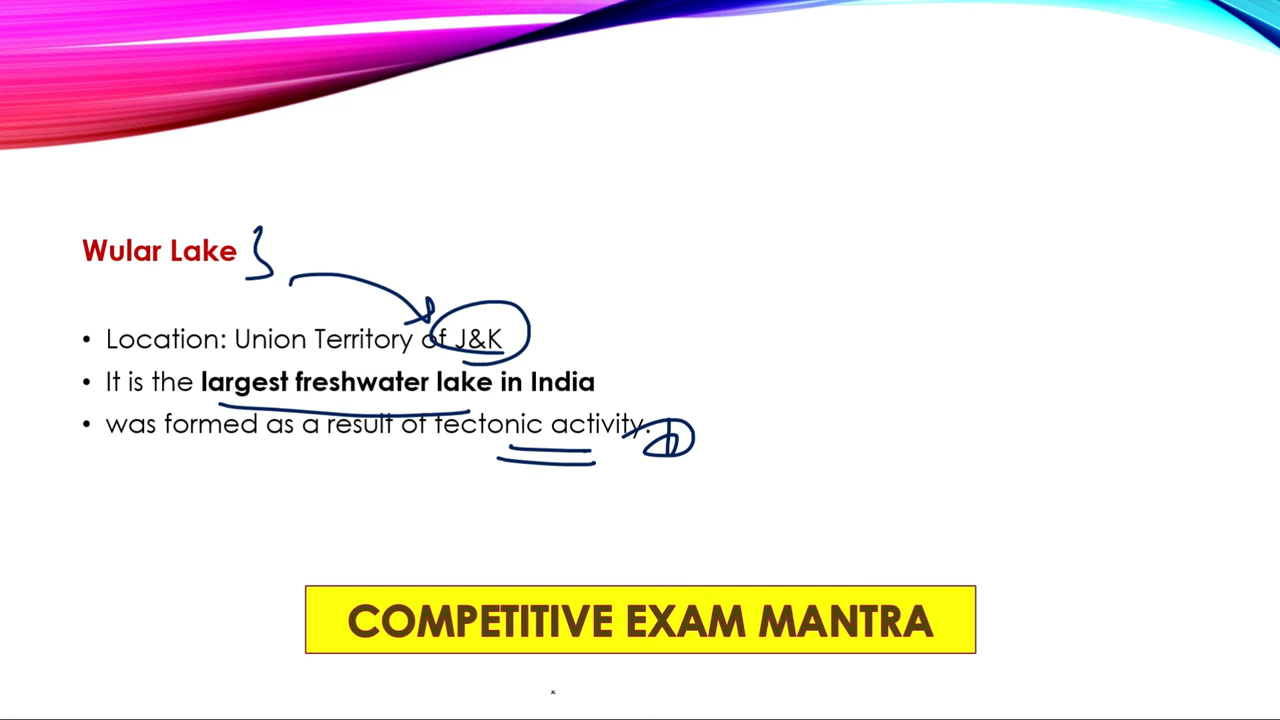 Wular Lake
• Location: Union Territory of J&K
• It is the largest freshwater lake in India
• was formed as a result of tectonic activity.
COMPETITIVE EXAM MANTRA